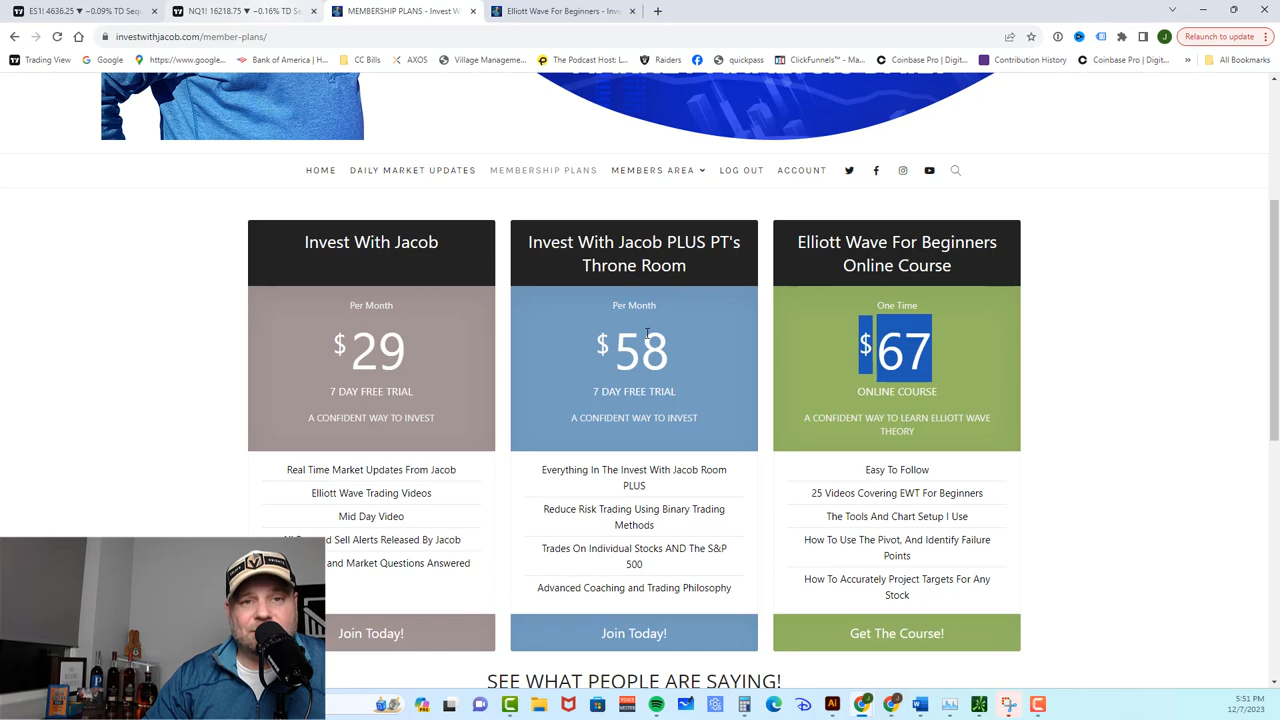 ES1! 4636.25 ▼ −0.09% TD Sequ
NQ1! 16218.75 ▼ −0.16% TD S
MEMBERSHIP PLANS - Invest W
Elliott Wave For Beginners - Inv
investwithjacob.com/member-plans/
Relaunch to update
Trading View
Google
https://www.google...
Bank of America | H...
CC Bills
AXOS
Village Manageme...
The Podcast Host: L...
Raiders
quickpass
ClickFunnels™ - Ma...
Coinbase Pro | Digit...
Contribution History
Coinbase Pro | Digit...
All Bookmarks
HOME DAILY MARKET UPDATES MEMBERSHIP PLANS MEMBERS AREA LOG OUT ACCOUNT
Invest With Jacob
Per Month
$29
7 DAY FREE TRIAL
A CONFIDENT WAY TO INVEST
Real Time Market Updates From Jacob
Elliott Wave Trading Videos
Mid Day Video
Sell Alerts Released By Jacob
and Market Questions Answered
Join Today!
Invest With Jacob PLUS PT's
Throne Room
Per Month
$58
7 DAY FREE TRIAL
A CONFIDENT WAY TO INVEST
Everything In The Invest With Jacob Room
PLUS
Reduce Risk Trading Using Binary Trading
Methods
Trades On Individual Stocks AND The S&P
500
Advanced Coaching and Trading Philosophy
Join Today!
Elliott Wave For Beginners
Online Course
One Time
$67
ONLINE COURSE
A CONFIDENT WAY TO LEARN ELLIOTT WAVE
THEORY
Easy To Follow
25 Videos Covering EWT For Beginners
The Tools And Chart Setup I Use
How To Use The Pivot, And Identify Failure
Points
How To Accurately Project Targets For Any
Stock
Get The Course!
SEE WHAT PEOPLE ARE SAYING!
5:51 PM
12/7/2023